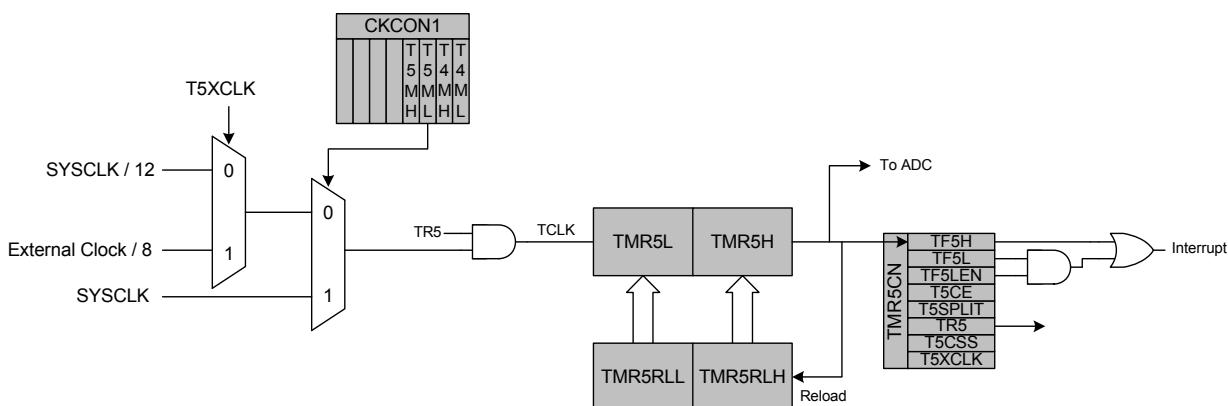 CKCON1
T5MH
T5ML
T4MH
T4ML
T5XCLK
SYSCLK / 12
0
External Clock / 8
1
0
SYSCLK
1
TR5
TCLK
TMR5L
TMR5H
To ADC
TMR5RLL
TMR5RLH
Reload
TMR5CN
TF5H
TF5L
TF5LEN
T5CE
T5SPLIT
TR5
T5CSS
T5XCLK
Interrupt